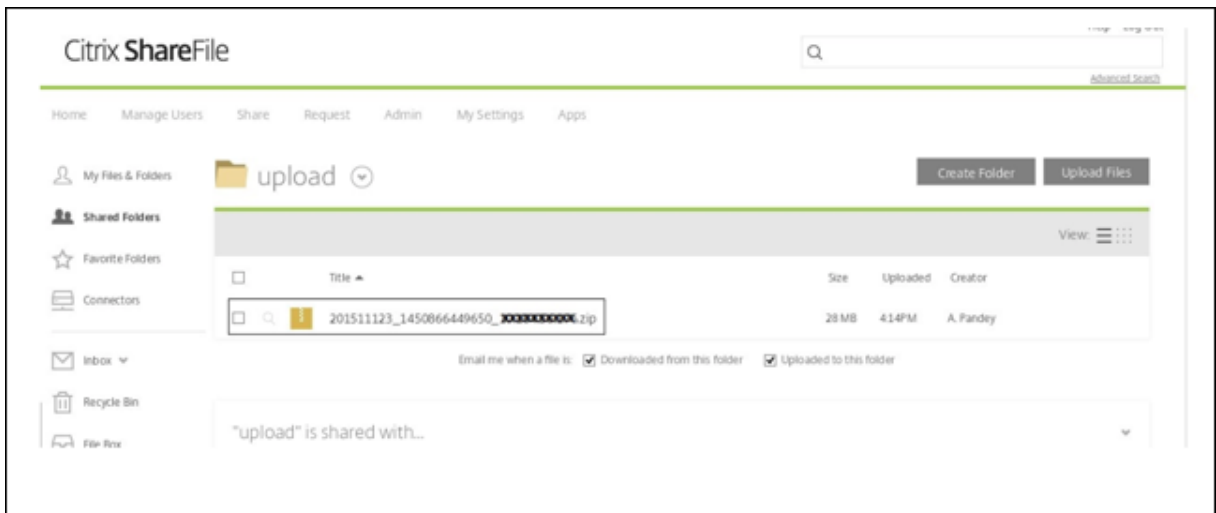 Help Log Out
Citrix ShareFile
Advanced Search
Home Manage Users Share Request Admin My Settings Apps
My Files & Folders
upload
Create Folder Upload Files
Shared Folders
View:
Favorite Folders
Title Size Uploaded Creator
Connectors
201511123_1450866449650_ .zip 28 MB 4:14PM A. Pandey
Inbox
Email me when a file is: Downloaded from this folder Uploaded to this folder
Recycle Bin
"upload" is shared with...
File Box